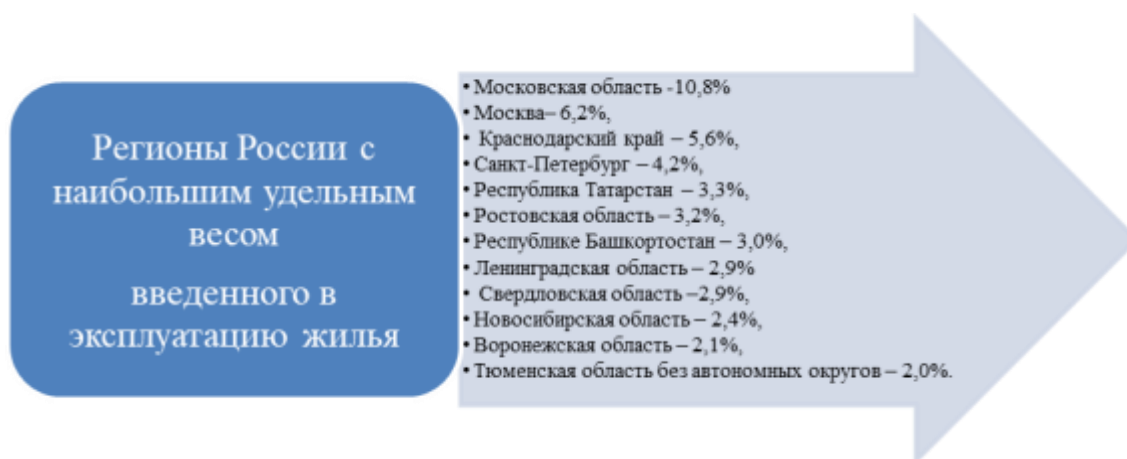 Регионы России с
наибольшим удельным
весом
введенного в
эксплуатацию жилья
• Московская область -10,8%
• Москва– 6,2%,
• Краснодарский край – 5,6%,
• Санкт-Петербург – 4,2%,
• Республика Татарстан – 3,3%,
• Ростовская область – 3,2%,
• Республике Башкортостан – 3,0%,
• Ленинградская область – 2,9%
• Свердловская область –2,9%,
• Новосибирская область – 2,4%,
• Воронежская область – 2,1%,
• Тюменская область без автономных округов – 2,0%.